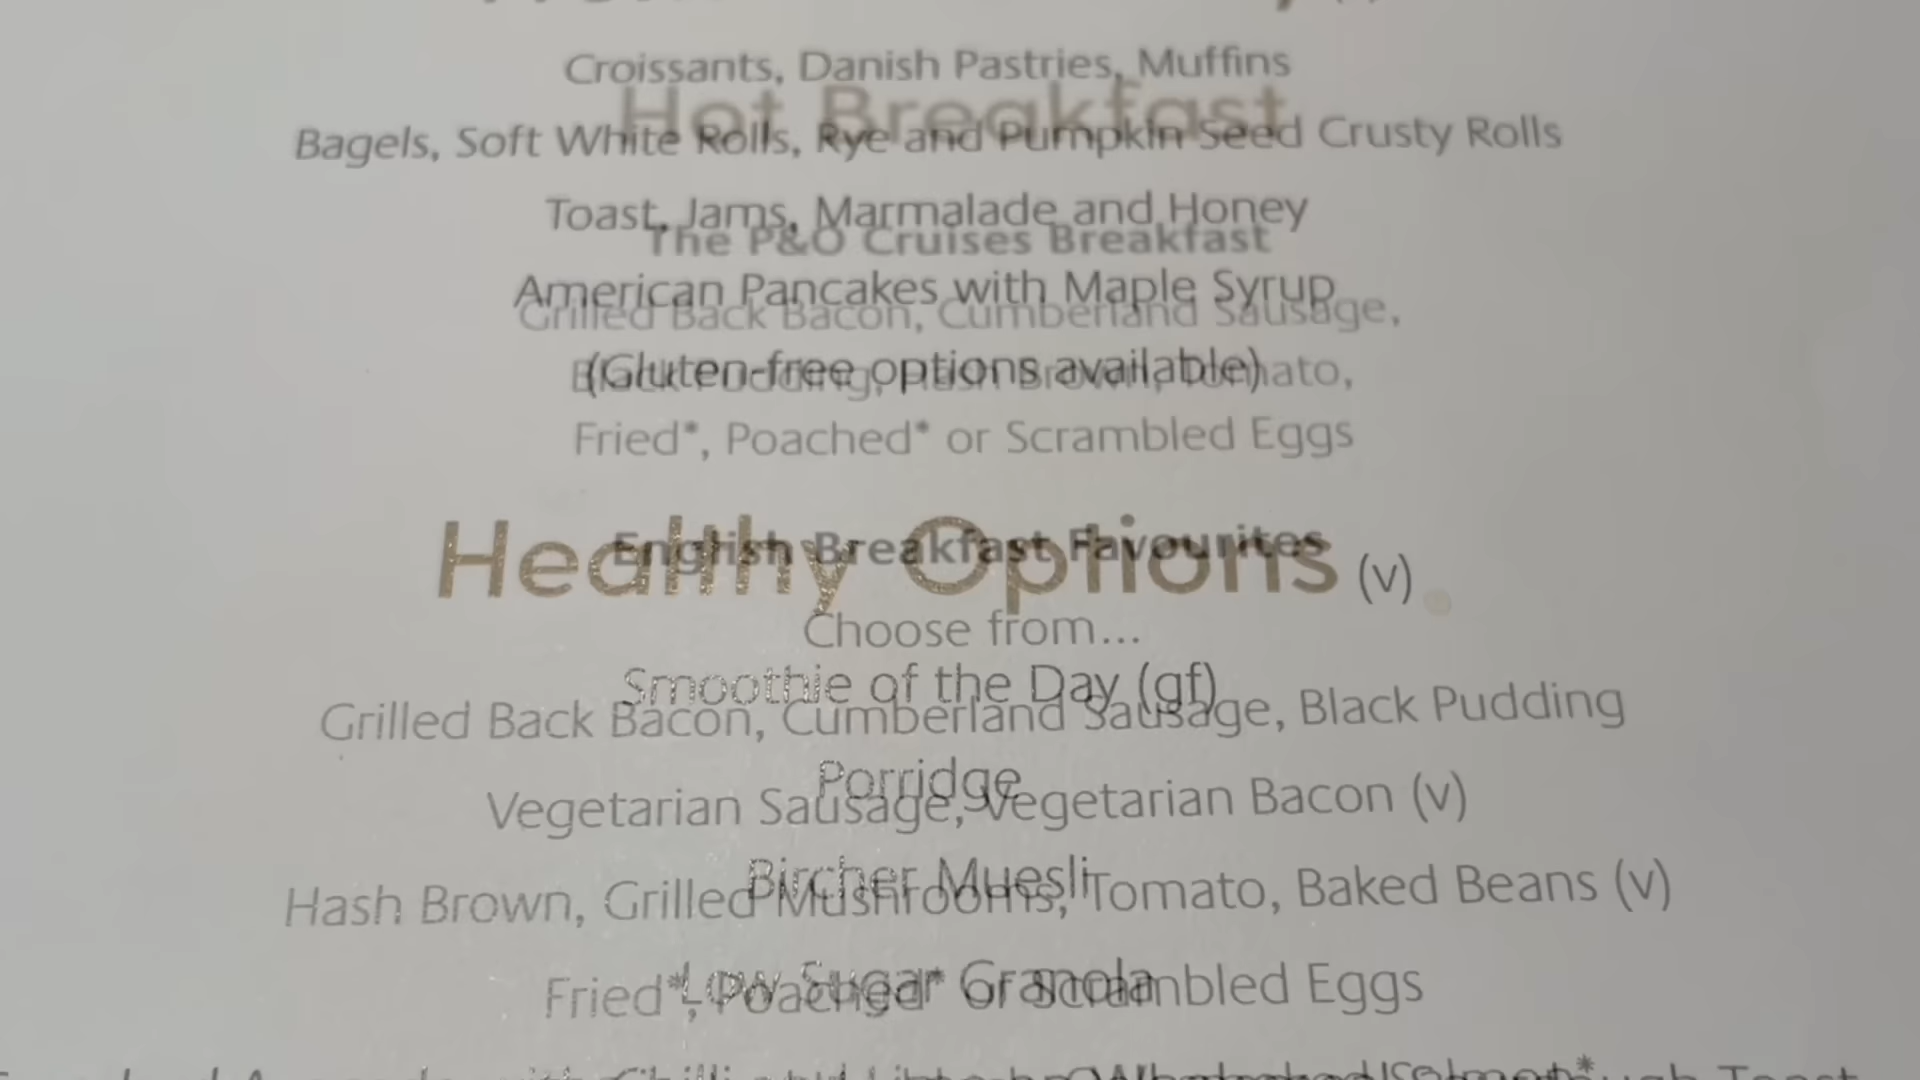 Croissants, Danish Pastries, Muffins
Hot Breakfast
Bagels, Soft White Rolls, Rye and Pumpkin Seed Crusty Rolls
Toast, Jams, Marmalade and Honey
The P&O Cruises Breakfast
American Pancakes with Maple Syrup
Grilled Back Bacon, Cumberland Sausage,
(Gluten-free options available)
Pudding, Hash Brown, Tomato,
Fried*, Poached* or Scrambled Eggs
English Breakfast Favourites
Healthy Options (v)
Choose from...
Smoothie of the Day (gf)
Grilled Back Bacon, Cumberland Sausage, Black Pudding
Porridge
Vegetarian Sausage, Vegetarian Bacon (v)
Bircher Muesli
Hash Brown, Grilled Mushrooms, Tomato, Baked Beans (v)
Low Sugar Granola
Fried*, Poached* or Scrambled Eggs